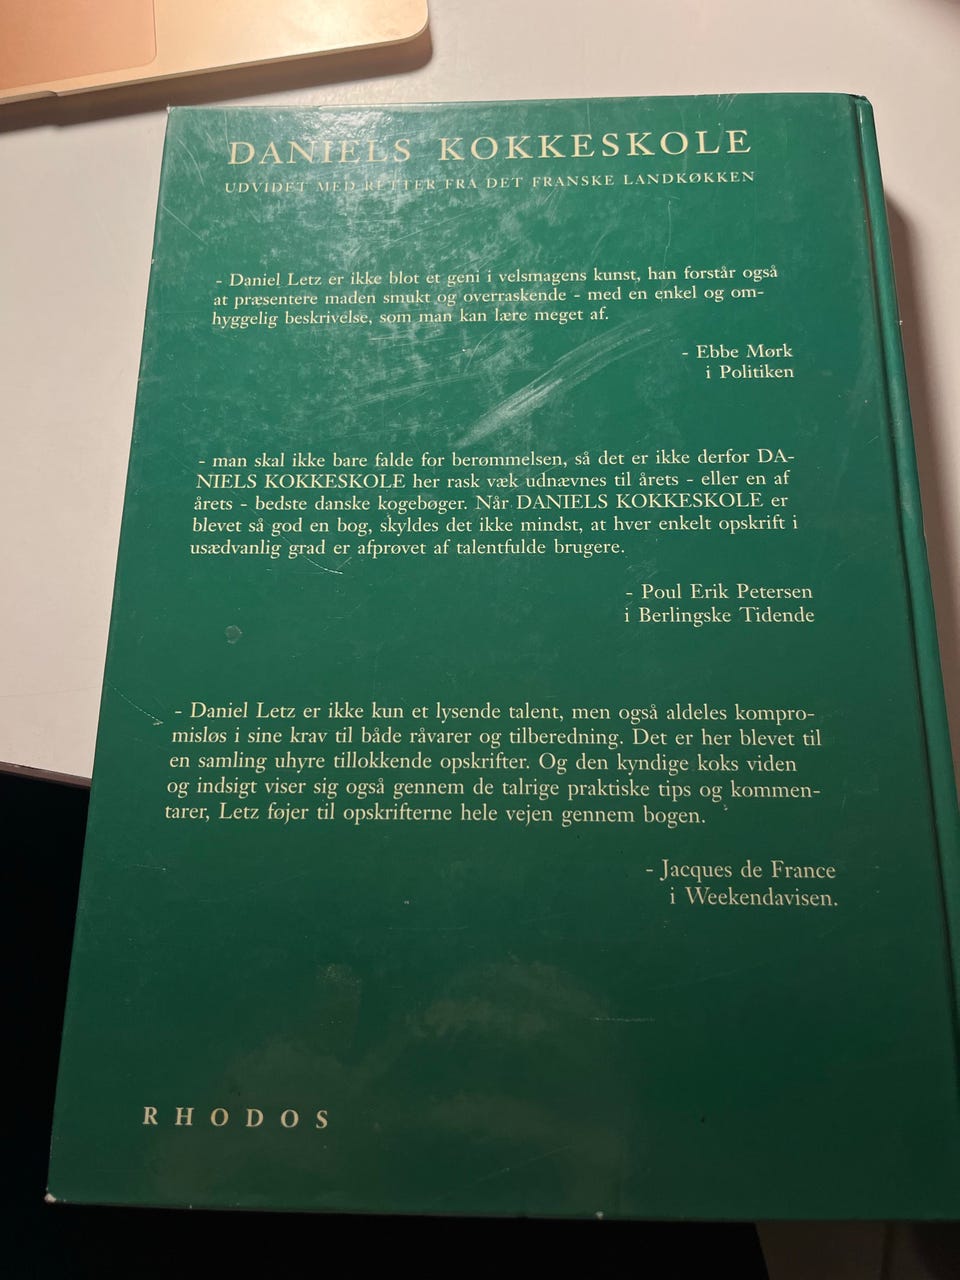 DANIELS KOKKESKOLE
UDVIDET MED RETTER FRA DET FRANSKE LANDKØKKEN
- Daniel Letz er ikke blot et geni i velsmagens kunst, han forstår også
at præsentere maden smukt og overraskende - med en enkel og om-
hyggelig beskrivelse, som man kan lære meget af.
- Ebbe Mørk
i Politiken
- man skal ikke bare falde for berømmelsen, så det er ikke derfor DA-
NIELS KOKKESKOLE her rask væk udnævnes til årets - eller en af
årets - bedste danske kogebøger. Når DANIELS KOKKESKOLE er
blevet så god en bog, skyldes det ikke mindst, at hver enkelt opskrift i
usædvanlig grad er afprøvet af talentfulde brugere.
- Poul Erik Petersen
i Berlingske Tidende
- Daniel Letz er ikke kun et lysende talent, men også aldeles kompro-
misløs i sine krav til både råvarer og tilberedning. Det er her blevet til
en samling uhyre tillokkende opskrifter. Og den kyndige koks viden
og indsigt viser sig også gennem de talrige praktiske tips og kommen-
tarer, Letz føjer til opskrifterne hele vejen gennem bogen.
- Jacques de France
i Weekendavisen.
RHODOS